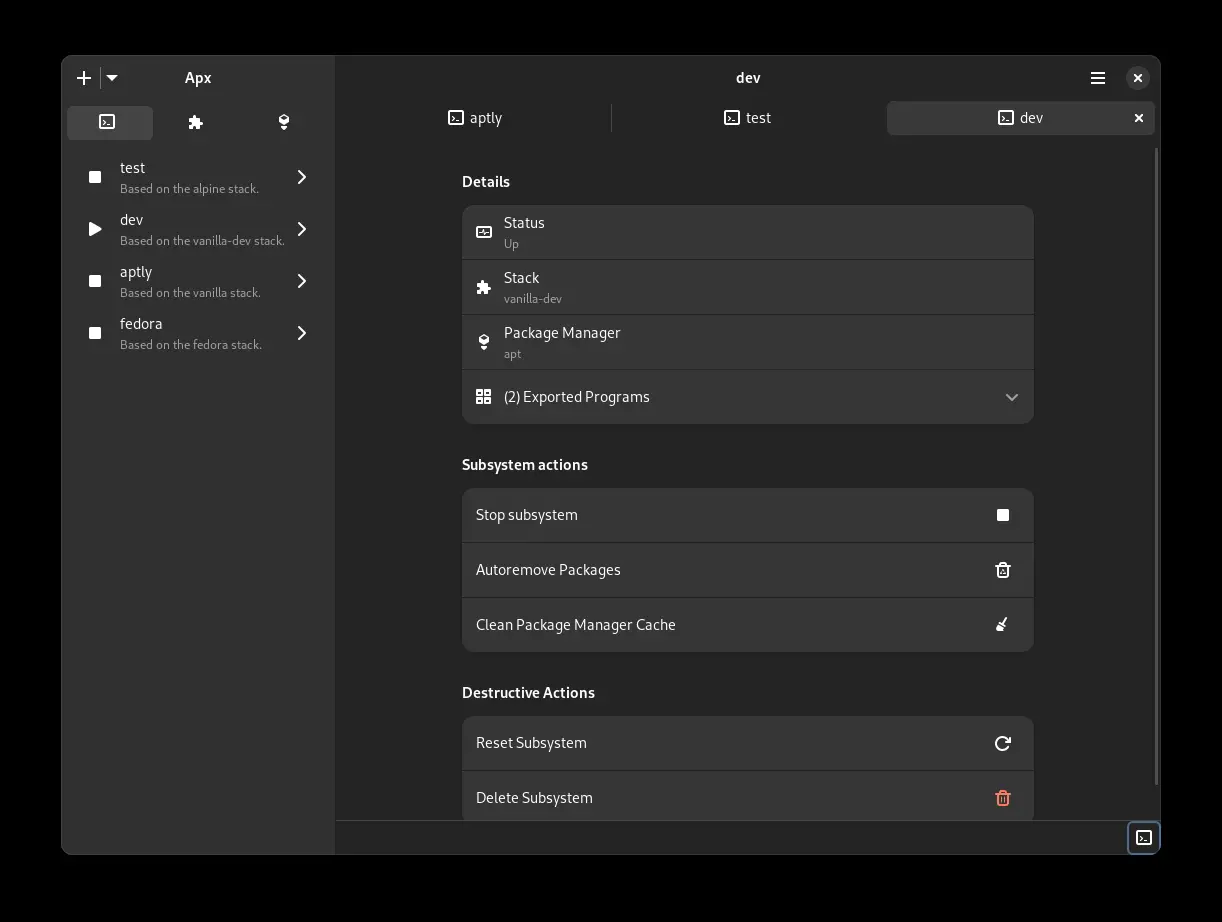 Apx
test
Based on the alpine stack.
dev
Based on the vanilla-dev stack.
aptly
Based on the vanilla stack.
fedora
Based on the fedora stack.
dev
aptly
test
dev
Details
Status
Up
Stack
vanilla-dev
Package Manager
apt
(2) Exported Programs
Subsystem actions
Stop subsystem
Autoremove Packages
Clean Package Manager Cache
Destructive Actions
Reset Subsystem
Delete Subsystem